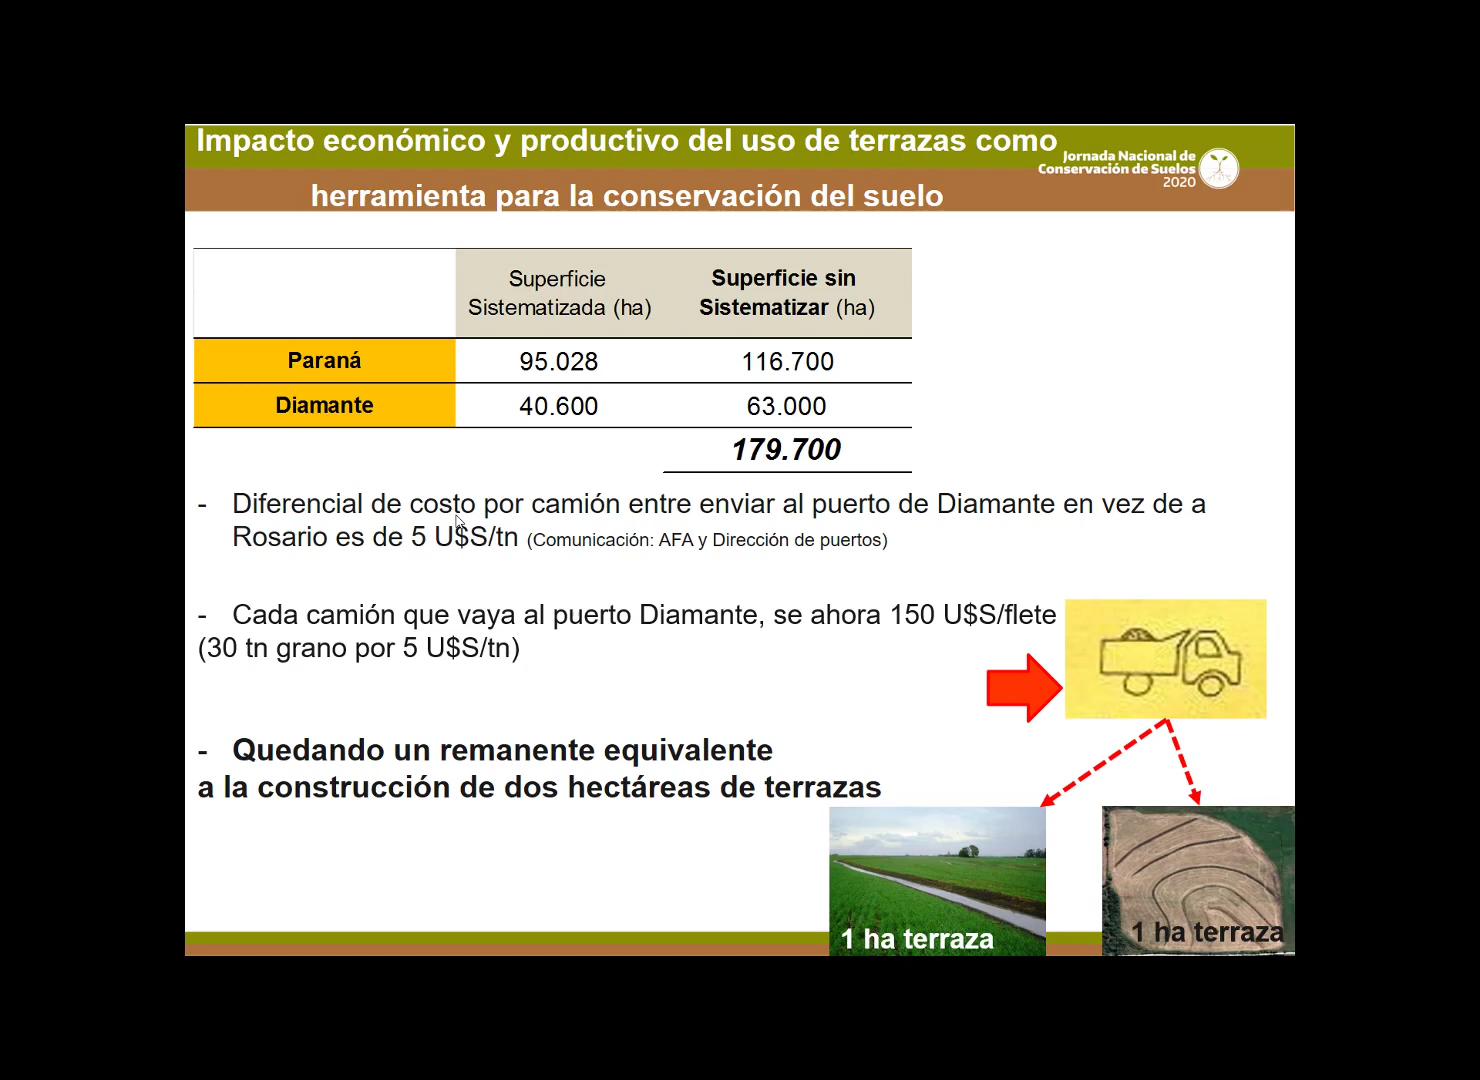 Impacto económico y productivo del uso de terrazas como
herramienta para la conservación del suelo
Jornada Nacional de
Conservación de Suelos
2020
Superficie
Sistematizada (ha)
Superficie sin
Sistematizar (ha)
Paraná 95.028 116.700
Diamante 40.600 63.000
179.700
- Diferencial de costo por camión entre enviar al puerto de Diamante en vez de a
Rosario es de 5 U$S/tn (Comunicación: AFA y Dirección de puertos)
- Cada camión que vaya al puerto Diamante, se ahora 150 U$S/flete
(30 tn grano por 5 U$S/tn)
- Quedando un remanente equivalente
a la construcción de dos hectáreas de terrazas
1 ha terraza
1 ha terraza